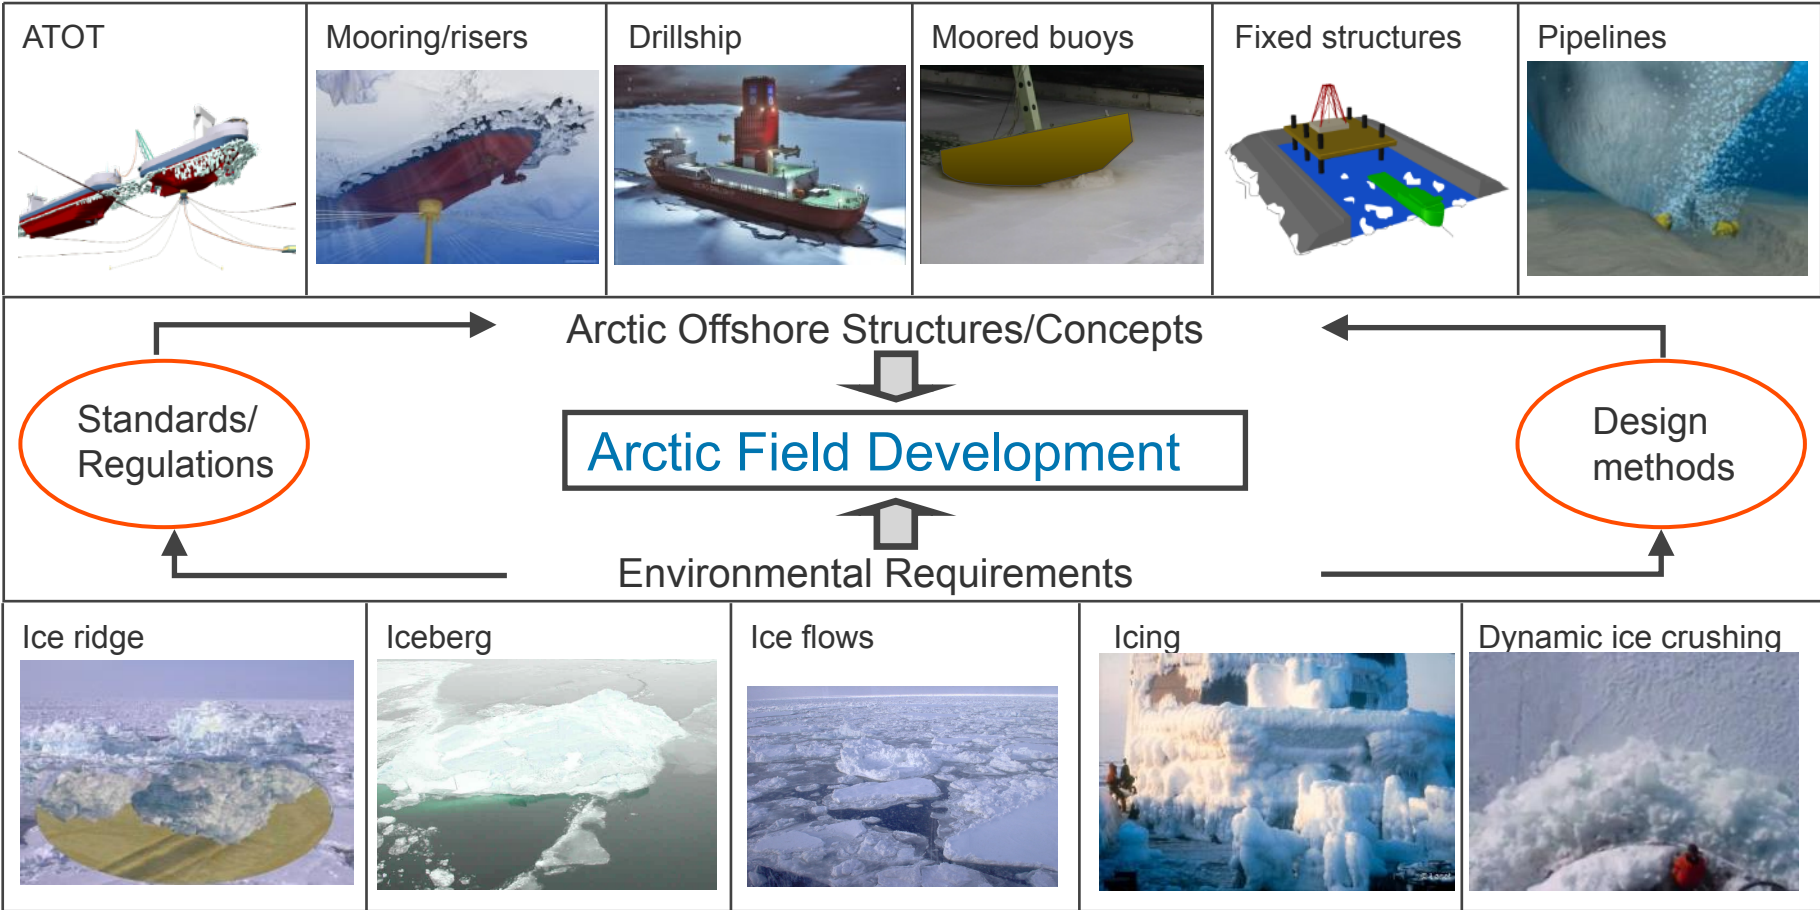 ATOT
Mooring/risers
Drillship
Moored buoys
Fixed structures
Pipelines
Arctic Offshore Structures/Concepts
Standards/
Regulations
Arctic Field Development
Design
methods
Environmental Requirements
Ice ridge
Iceberg
Ice flows
Icing
Dynamic ice crushing